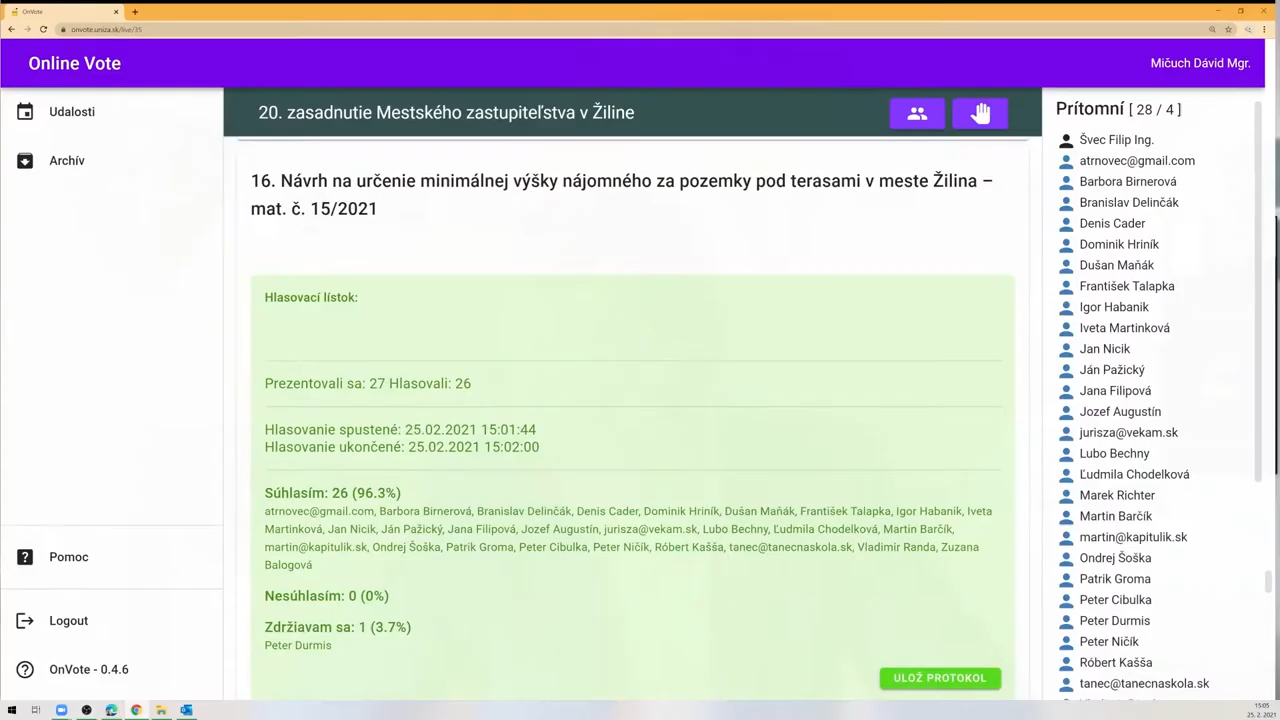 OnVote
onvote.uniza.sk/live/35
Online Vote
Mičuch Dávid Mgr.
Udalosti
Archív
Pomoc
Logout
OnVote - 0.4.6
20. zasadnutie Mestského zastupiteľstva v Žiline
16. Návrh na určenie minimálnej výšky nájomného za pozemky pod terasami v meste Žilina –
mat. č. 15/2021
Hlasovací lístok:
Prezentovali sa: 27 Hlasovali: 26
Hlasovanie spustené: 25.02.2021 15:01:44
Hlasovanie ukončené: 25.02.2021 15:02:00
Súhlasím: 26 (96.3%)
atrnovec@gmail.com, Barbora Birnerová, Branislav Delinčák, Denis Cader, Dominik Hriník, Dušan Maňák, František Talapka, Igor Habanik, Iveta
Martinková, Jan Nicik, Ján Pažický, Jana Filipová, Jozef Augustín, jurisza@vekam.sk, Lubo Bechny, Ľudmila Chodelková, Martin Barčík,
martin@kapitulik.sk, Ondrej Šoška, Patrik Groma, Peter Cibulka, Peter Ničík, Róbert Kašša, tanec@tanecnaskola.sk, Vladimír Randa, Zuzana
Balogová
Nesúhlasím: 0 (0%)
Zdržiavam sa: 1 (3.7%)
Peter Durmis
ULOŽ PROTOKOL
Prítomní [ 28 / 4 ]
Švec Filip Ing.
atrnovec@gmail.com
Barbora Birnerová
Branislav Delinčák
Denis Cader
Dominik Hriník
Dušan Maňák
František Talapka
Igor Habanik
Iveta Martinková
Jan Nicik
Ján Pažický
Jana Filipová
Jozef Augustín
jurisza@vekam.sk
Lubo Bechny
Ľudmila Chodelková
Marek Richter
Martin Barčík
martin@kapitulik.sk
Ondrej Šoška
Patrik Groma
Peter Cibulka
Peter Durmis
Peter Ničík
Róbert Kašša
tanec@tanecnaskola.sk
15:05
25. 2. 2021